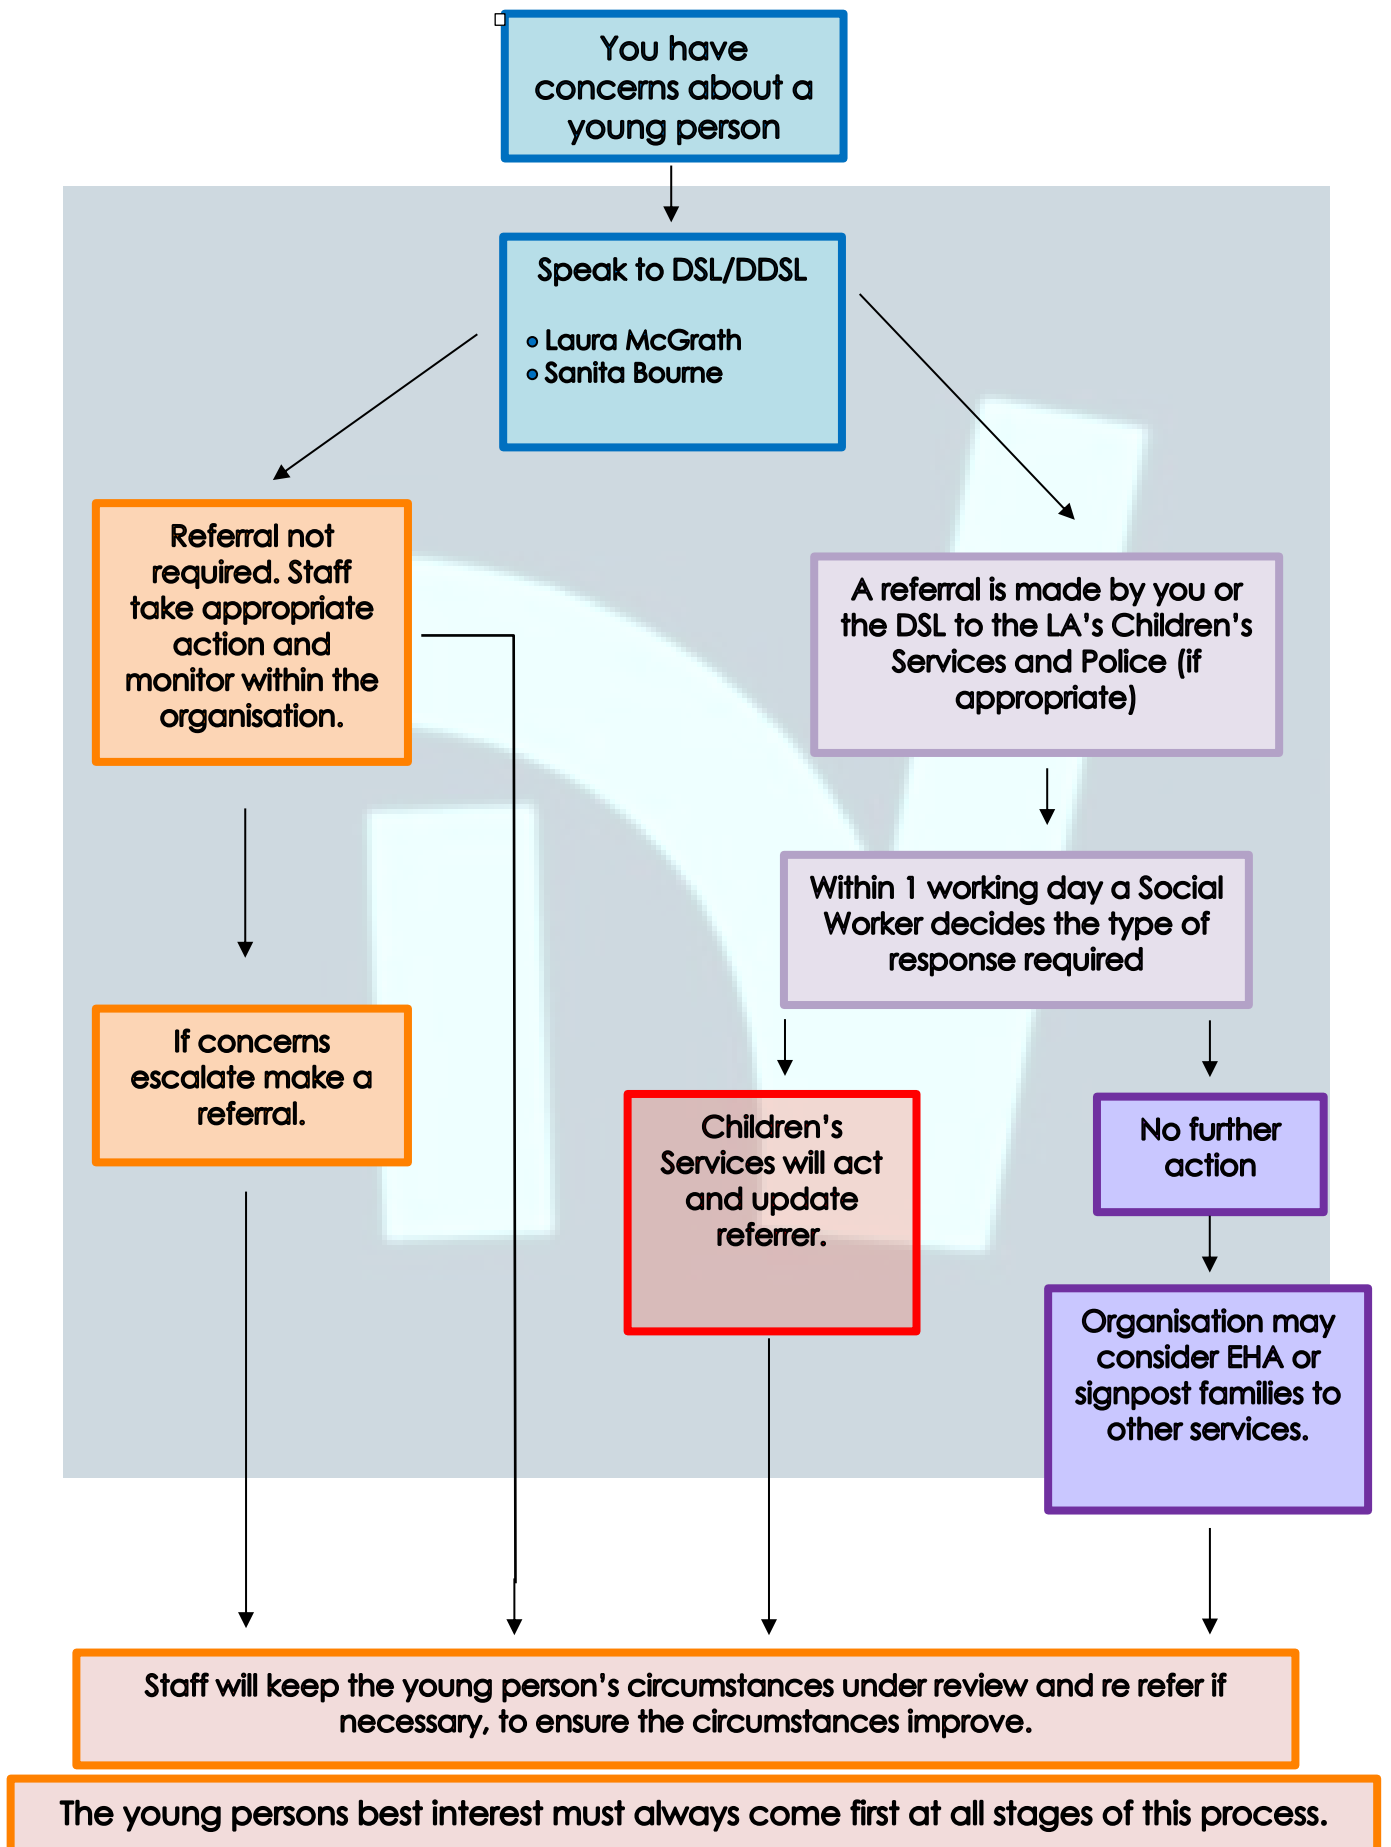 You have
concerns about a
young person
Speak to DSL/DDSL
• Laura McGrath
• Sanita Bourne
Referral not
required. Staff
take appropriate
action and
monitor within the
organisation.
A referral is made by you or
the DSL to the LA’s Children’s
Services and Police (if
appropriate)
Within 1 working day a Social
Worker decides the type of
response required
If concerns
escalate make a
referral.
Children’s
Services will act
and update
referrer.
No further
action
Organisation may
consider EHA or
signpost families to
other services.
Staff will keep the young person’s circumstances under review and re refer if
necessary, to ensure the circumstances improve.
The young persons best interest must always come first at all stages of this process.